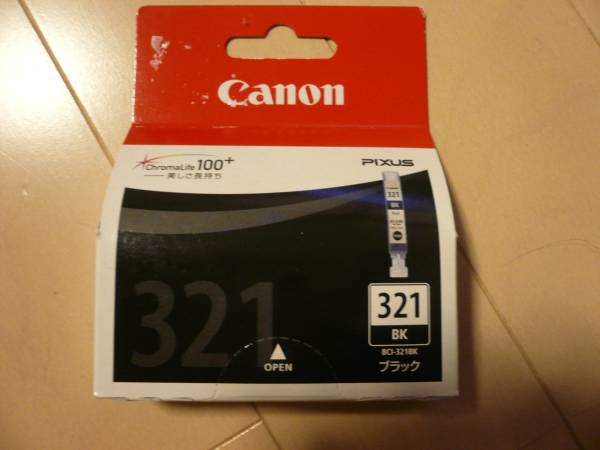 Canon
ChromaLife 100+
美しさ長持ち
PIXUS
321
BK
321
321
BK
BCI-321BK
ブラック
OPEN